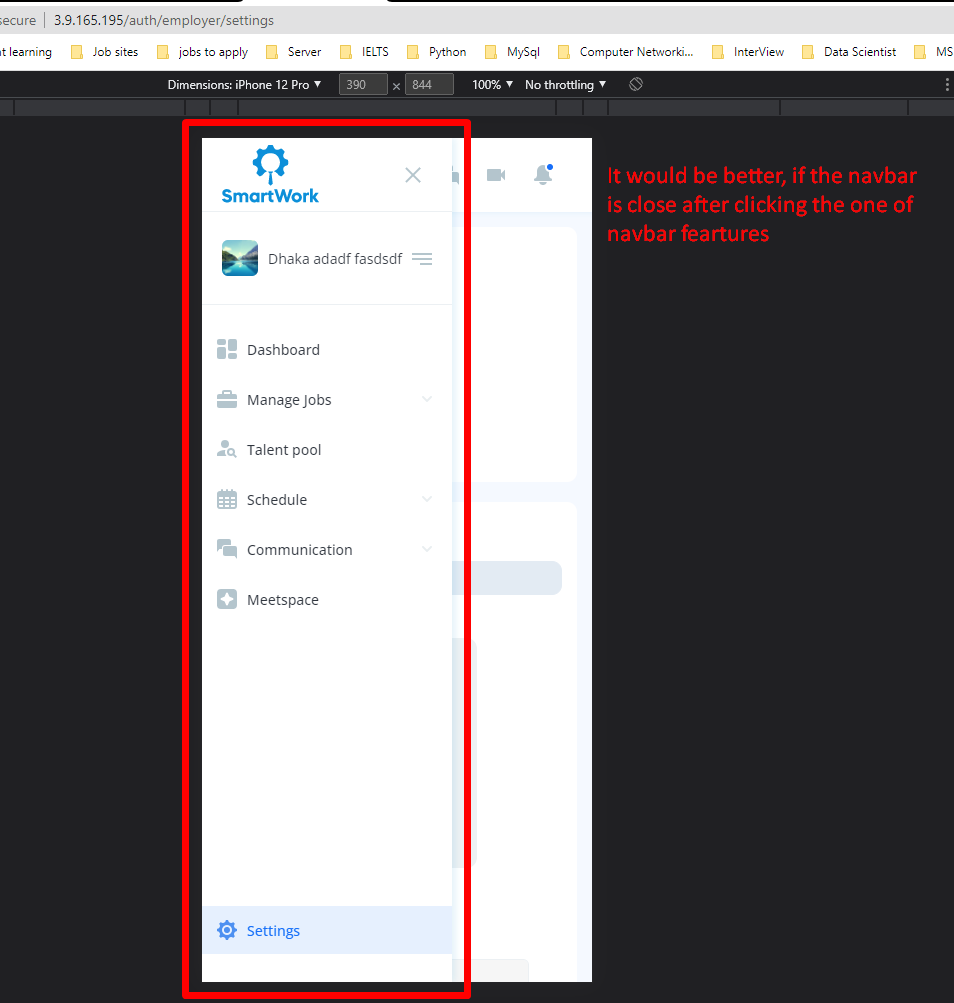 secure | 3.9.165.195/auth/employer/settings
t learning Job sites jobs to apply Server IELTS Python MySql Computer Networki... InterView Data Scientist MS
Dimensions: iPhone 12 Pro ▼ 390 × 844 100% ▼ No throttling ▼
SmartWork
It would be better, if the navbar
is close after clicking the one of
navbar feartures
Dhaka adadf fasdsdf
Dashboard
Manage Jobs
Talent pool
Schedule
Communication
Meetspace
Settings